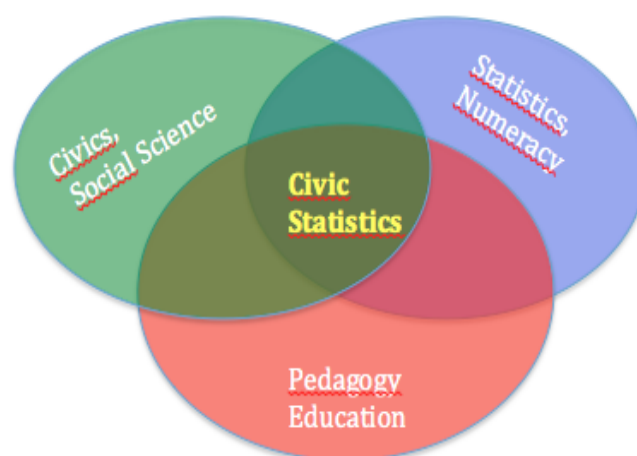 Civics,
Social Science
Statistics,
Numeracy
Civic
Statistics
Pedagogy
Education